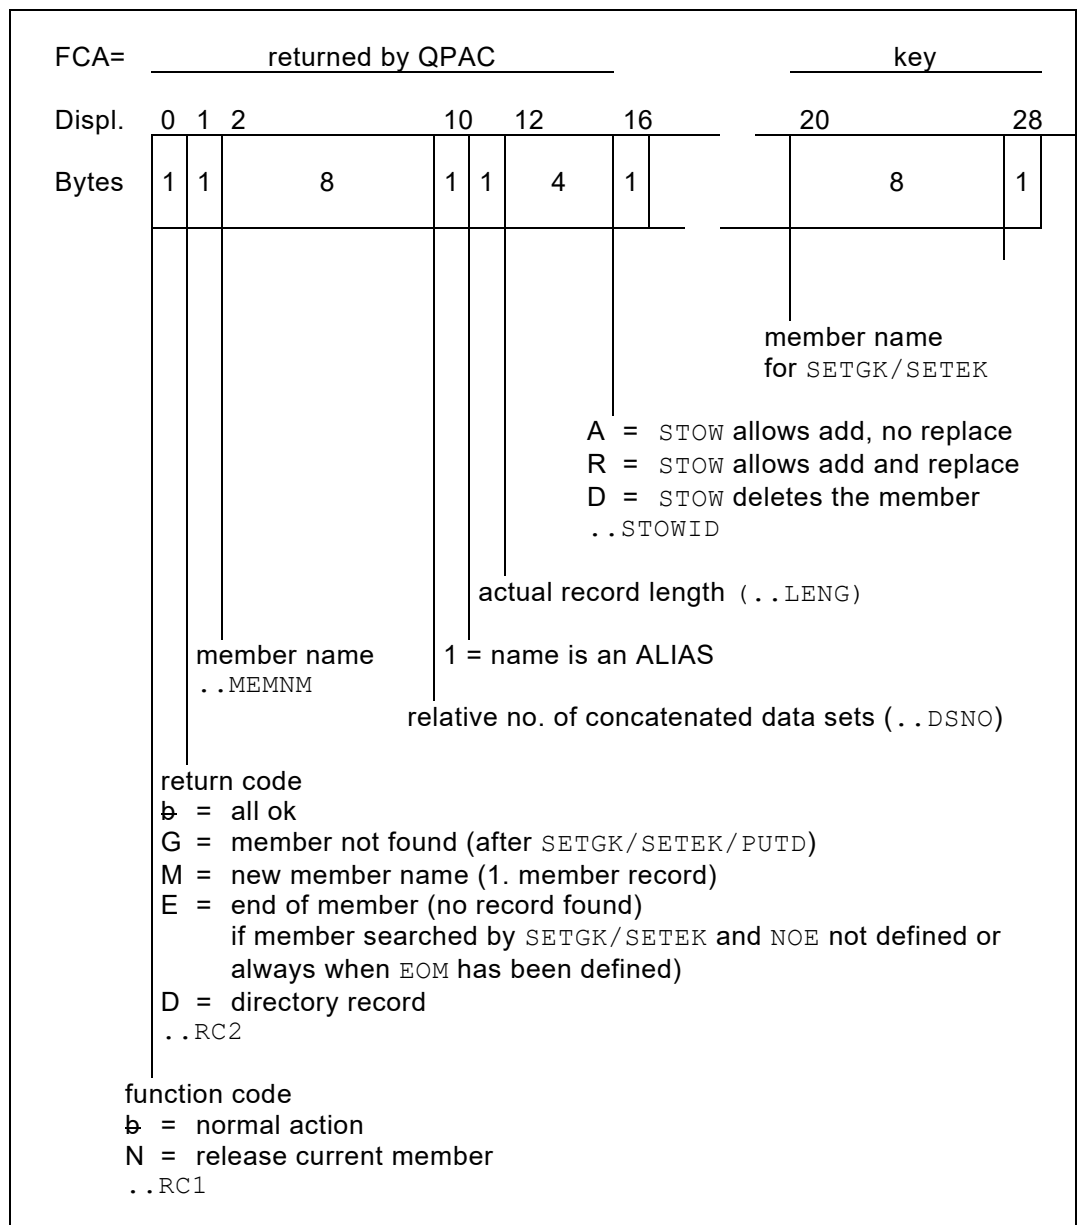 FCA= returned by QPAC key
Displ. 0 1 2 10 12 16 20 28
Bytes 1 1 8 1 1 4 1 8 1
member name
for SETGK/SETEK
A = STOW allows add, no replace
R = STOW allows add and replace
D = STOW deletes the member
..STOWID
actual record length (..LENG)
member name 1 = name is an ALIAS
..MEMNM
relative no. of concatenated data sets (..DSNO)
return code
b = all ok
G = member not found (after SETGK/SETEK/PUTD)
M = new member name (1. member record)
E = end of member (no record found)
if member searched by SETGK/SETEK and NOE not defined or
always when EOM has been defined)
D = directory record
..RC2
function code
b = normal action
N = release current member
..RC1